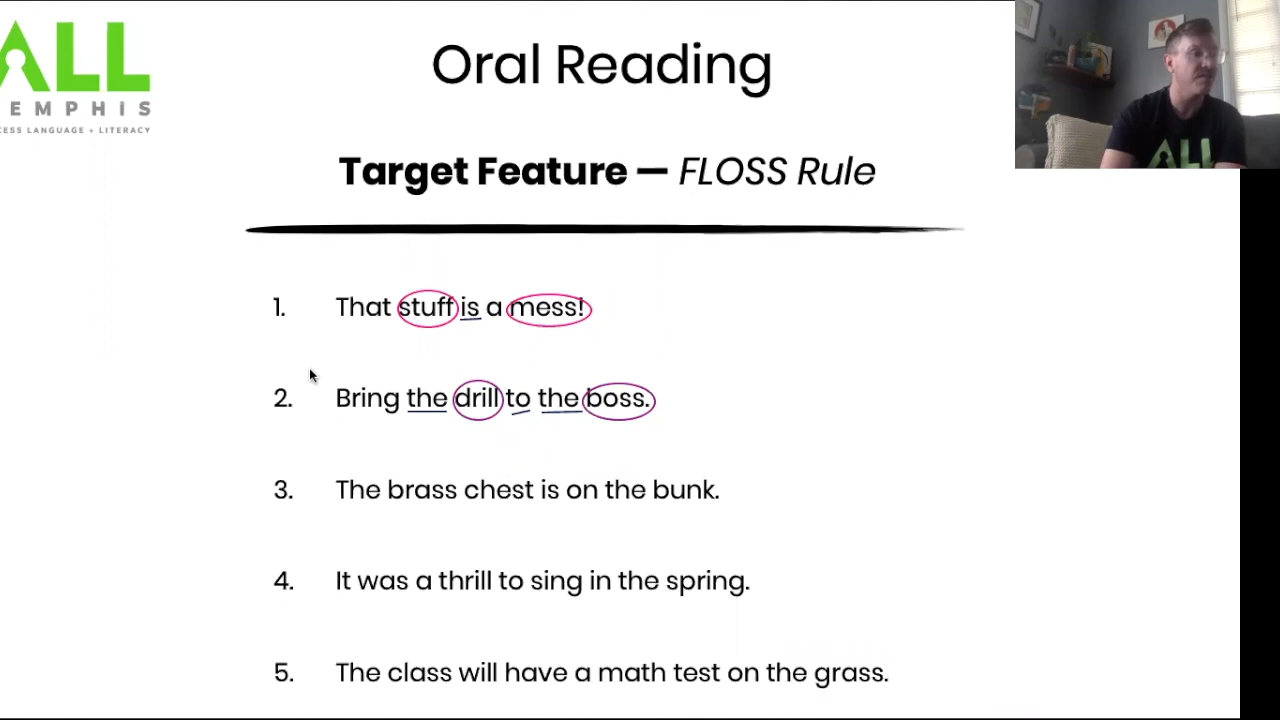 ALL
EMPHIS
CESS LANGUAGE + LITERACY
Oral Reading
Target Feature — FLOSS Rule
1. That stuff is a mess!
2. Bring the drill to the boss.
3. The brass chest is on the bunk.
4. It was a thrill to sing in the spring.
5. The class will have a math test on the grass.
ALL